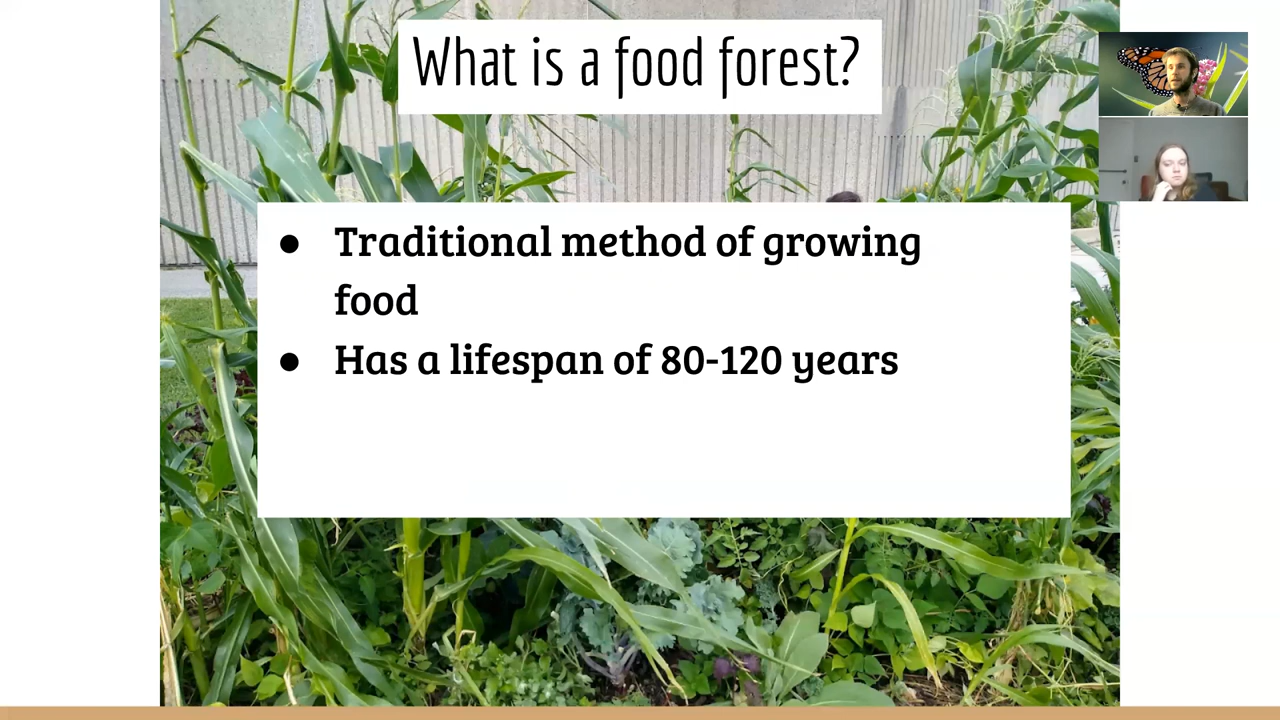 What is a food forest?
● Traditional method of growing
food
● Has a lifespan of 80-120 years